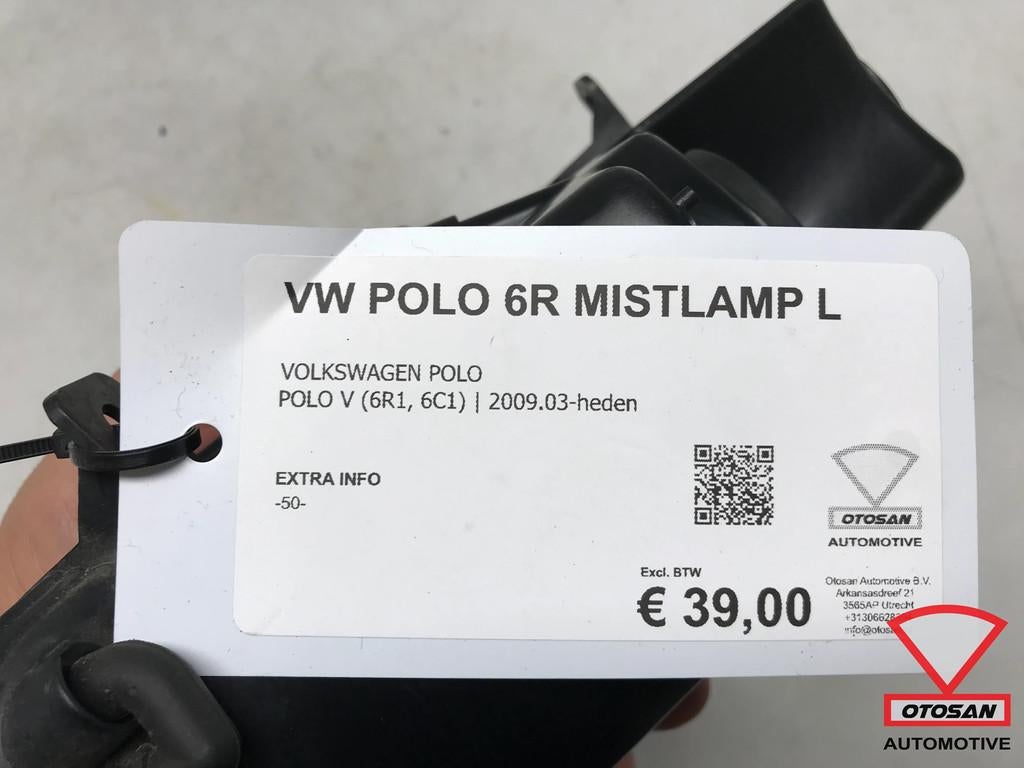 VW POLO 6R MISTLAMP L
VOLKSWAGEN POLO
POLO V (6R1, 6C1) | 2009.03-heden
EXTRA INFO
-50-
OTOSAN
AUTOMOTIVE
Excl. BTW
€ 39,00
Otosan Automotive B.V.
Arkansasdreef 21
3565AP Utrecht
OTOSAN
AUTOMOTIVE